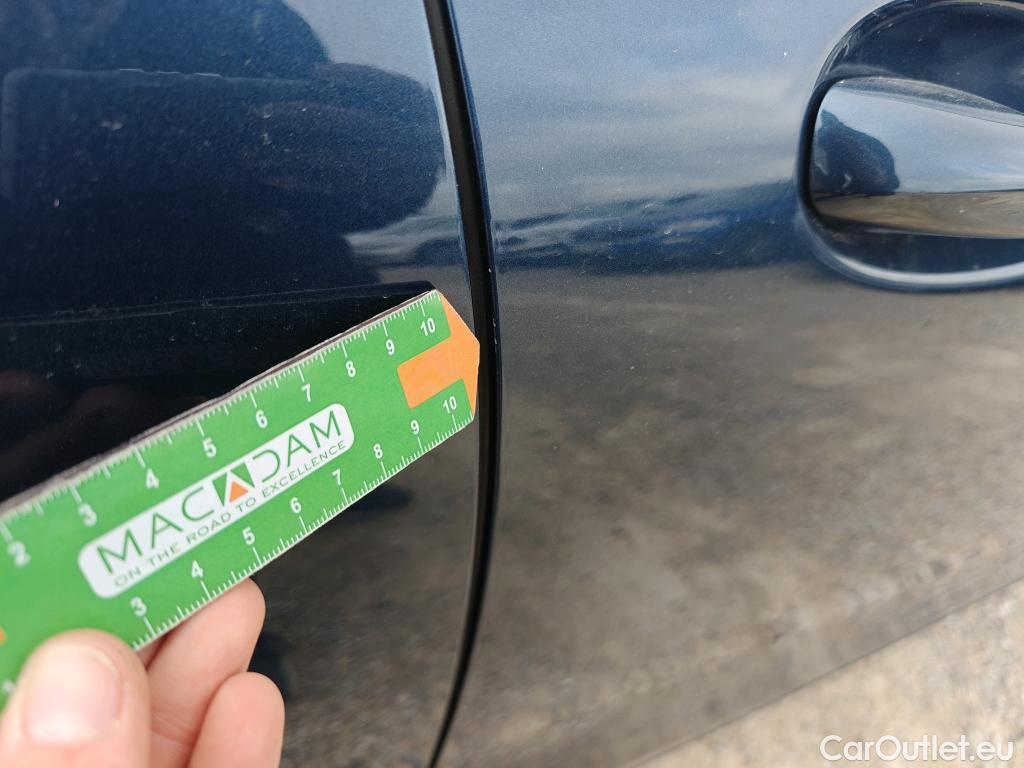 2 3 4 5 6 7 8 9 10
MACADAM
ON THE ROAD TO EXCELLENCE
3 4 5 6 7 8 9 10
CarOutlet.eu